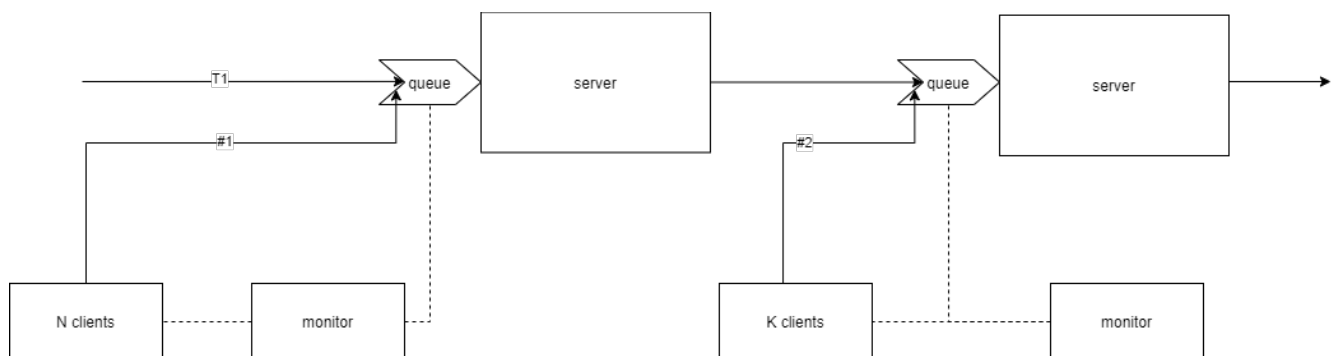 T1
queue
server
queue
server
#1
#2
N clients
monitor
K clients
monitor